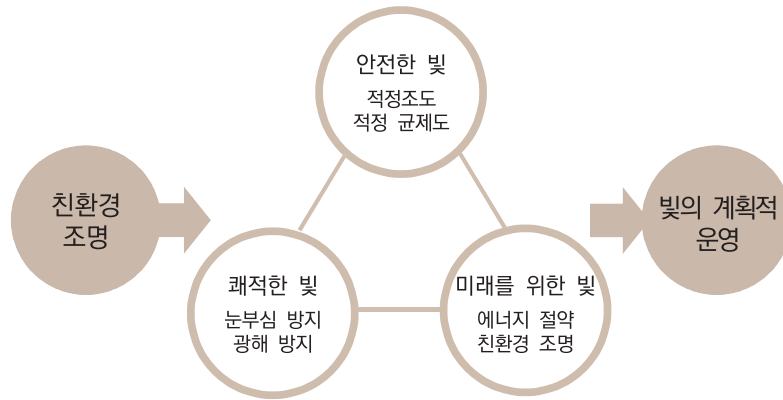 안전한 빛
적정조도
적정 균제도
친환경
조명
빛의 계획적
운영
쾌적한 빛
눈부심 방지
광해 방지
미래를 위한 빛
에너지 절약
친환경 조명